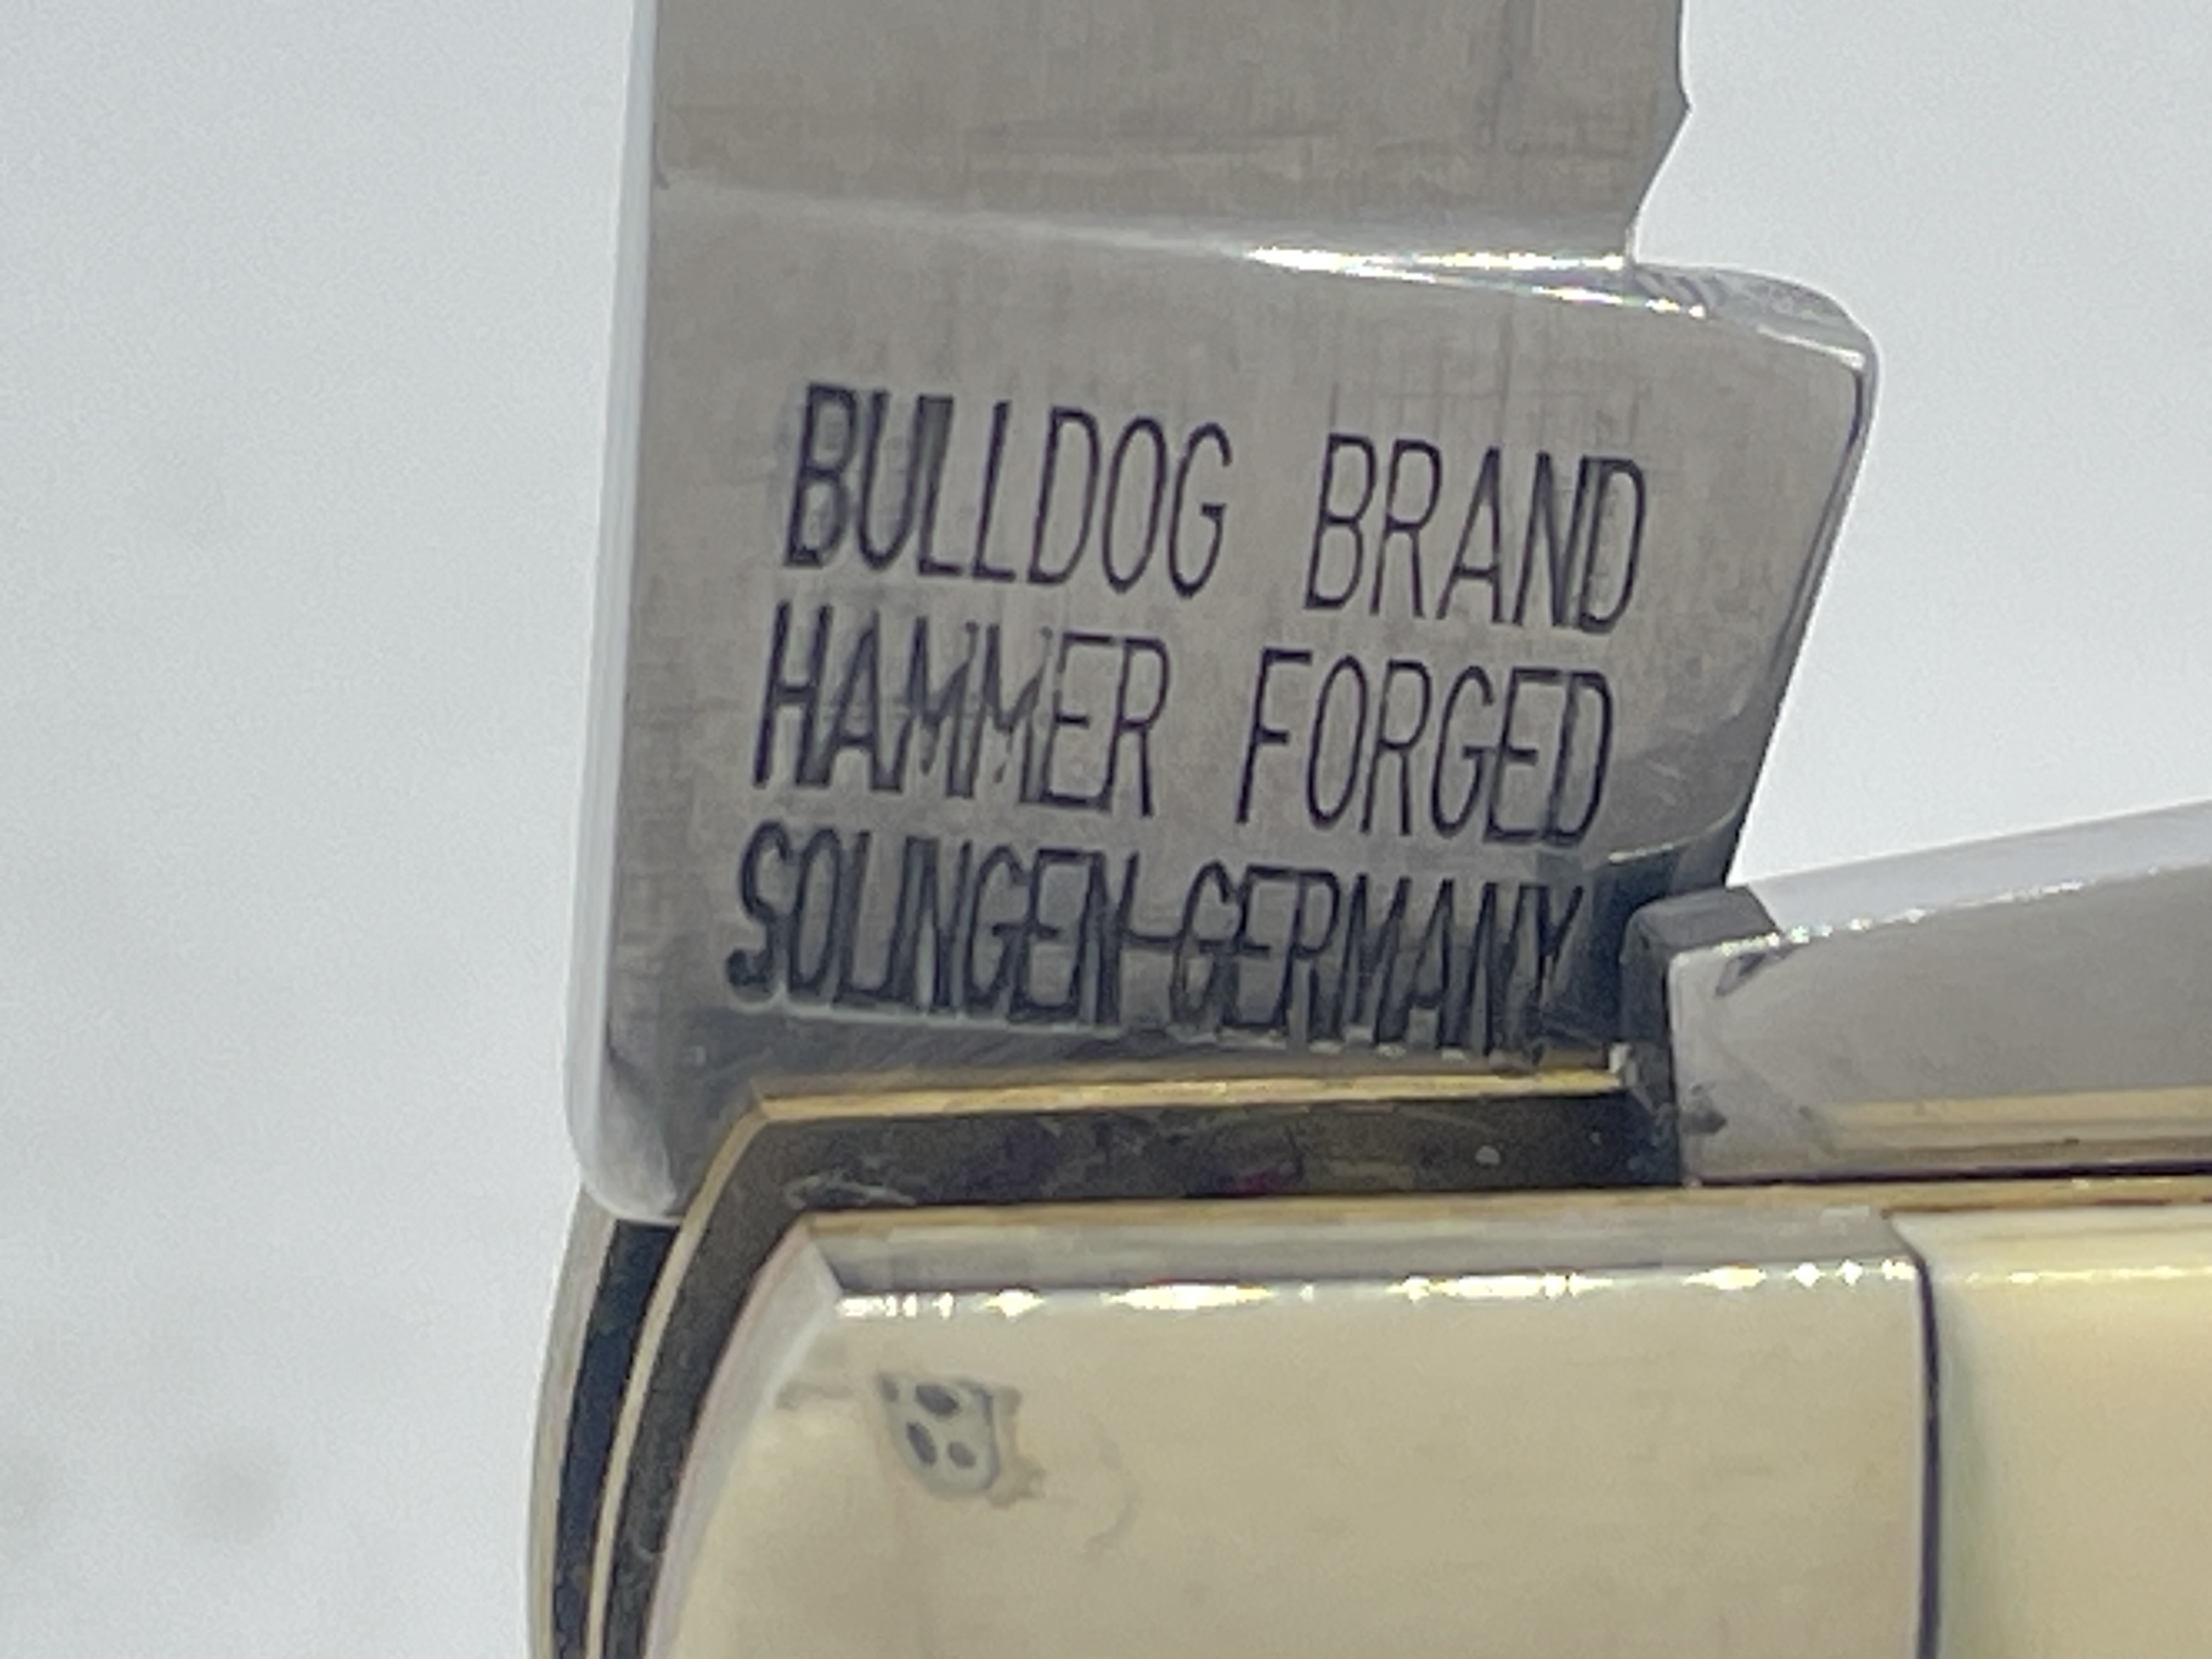 BULLDOG BRAND
HAMMER FORGED
SOLINGEN-GERMANY